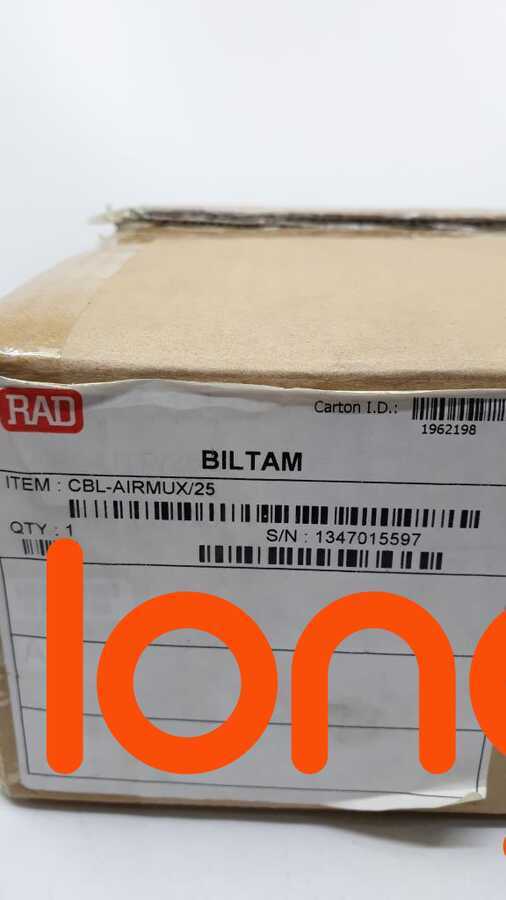 RAD
Carton I.D.:
1962198
BILTAM
ITEM : CBL-AIRMUX/25
QTY : 1
S/N : 1347015597
lon